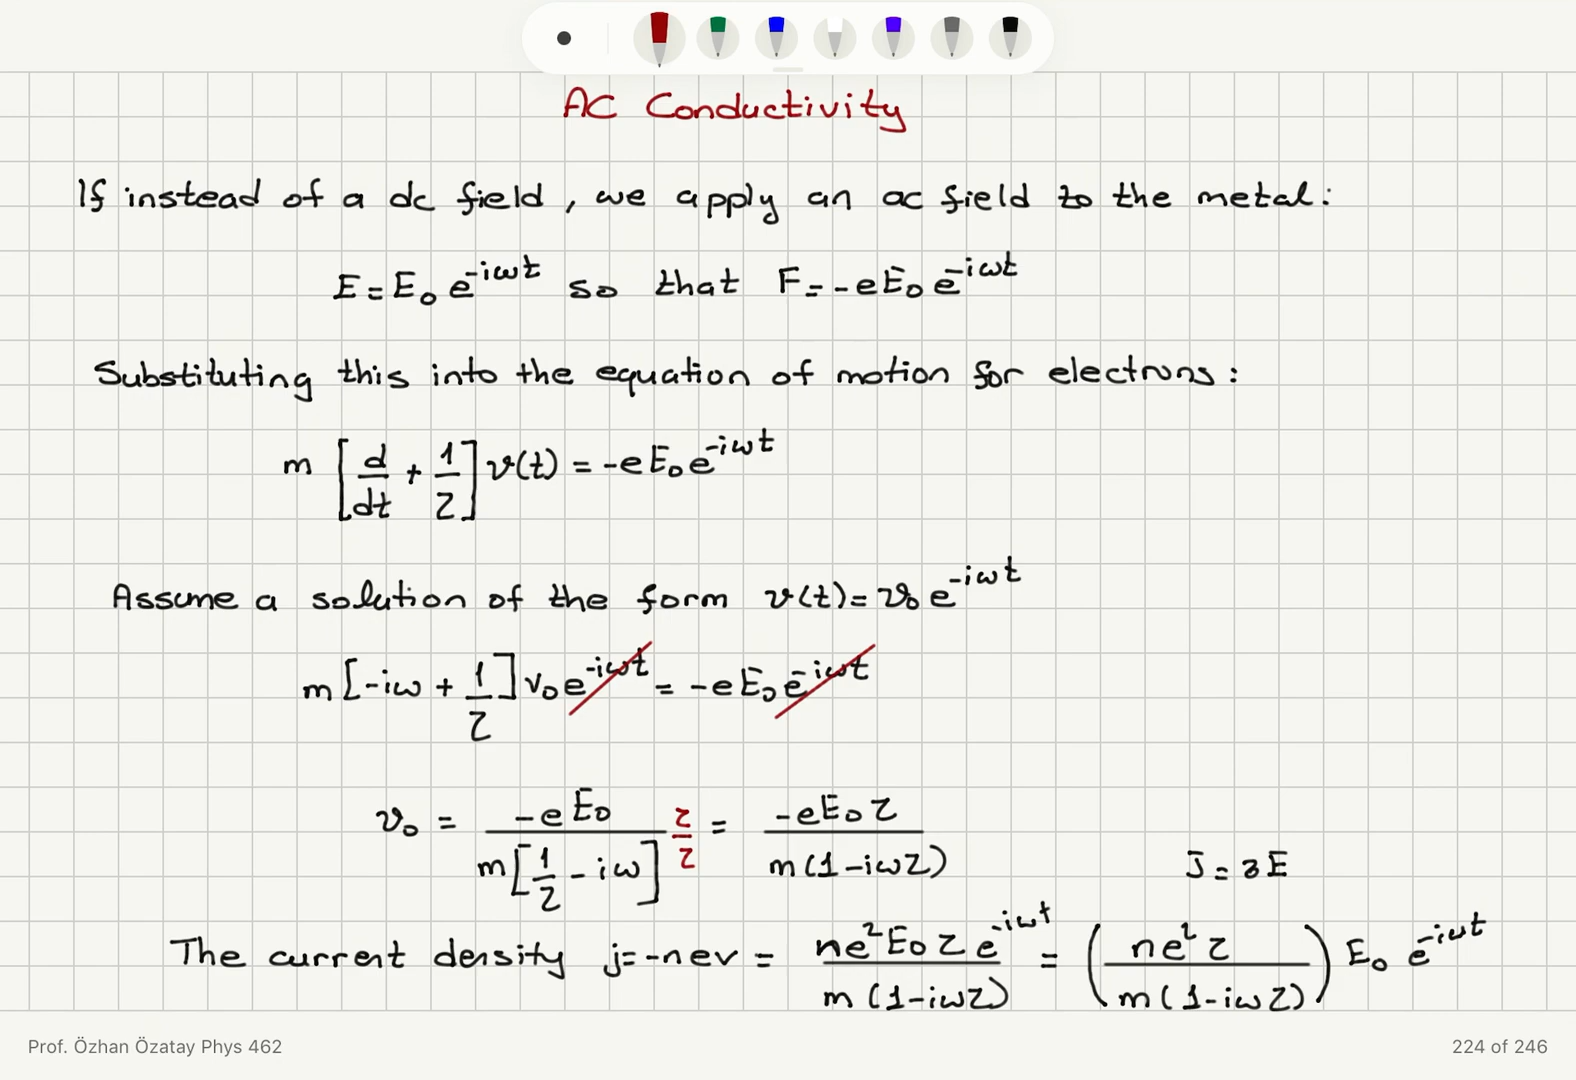 AC Conductivity
If instead of a dc field, we apply an ac field to the metal:
E = E₀ e^{-iωt} so that F = -eE₀ e^{-iωt}
Substituting this into the equation of motion for electrons:
m [d/dt + 1/τ] v(t) = -eE₀e^{-iωt}
Assume a solution of the form v(t) = v₀ e^{-iωt}
m [-iω + 1/τ] v₀ e^{-iωt} = -eE₀ e^{-iωt}
v₀ = -eE₀ / m[1/τ - iω] τ/τ = -eE₀τ / m(1-iωτ)
J = σE
The current density j = -nev = ne²E₀τ e^{-iωt} / m(1-iωτ) = (ne²τ / m(1-iωτ)) E₀ e^{-iωt}
Prof. Özhan Özatay Phys 462
224 of 246